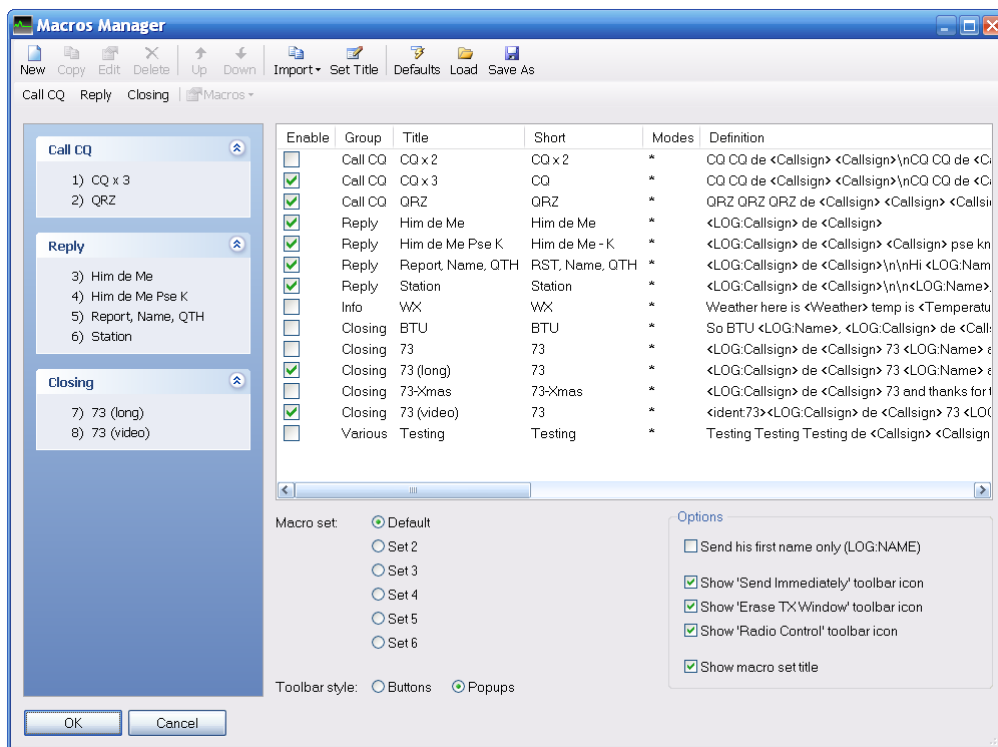 Macros Manager
New Copy Edit Delete Up Down Import Set Title Defaults Load Save As
Call CQ Reply Closing Macros
Call CQ
1) CQ x 3
2) QRZ
Reply
3) Him de Me
4) Him de Me Pse K
5) Report, Name, QTH
6) Station
Closing
7) 73 (long)
8) 73 (video)
Enable Group Title Short Modes Definition
Call CQ CQ x 2 CQ x 2 * CQ CQ de <Callsign> <Callsign>\nCQ CQ de <C
Call CQ CQ x 3 CQ * CQ CQ de <Callsign> <Callsign>\nCQ CQ de <C
Call CQ QRZ QRZ * QRZ QRZ QRZ de <Callsign> <Callsign> <Callsi
Reply Him de Me Him de Me * <LOG:Callsign> de <Callsign>
Reply Him de Me Pse K Him de Me - K * <LOG:Callsign> de <Callsign> <Callsign> pse kn
Reply Report, Name, QTH RST, Name, QTH * <LOG:Callsign> de <Callsign>\n\nHi <LOG:Nam
Reply Station Station * <LOG:Callsign> de <Callsign>\n\n<LOG:Name>,
Info WX WX * Weather here is <Weather> temp is <Temperatu
Closing BTU BTU * So BTU <LOG:Name>, <LOG:Callsign> de <Call
Closing 73 73 * <LOG:Callsign> de <Callsign> 73 <LOG:Name>
Closing 73 (long) 73 * <LOG:Callsign> de <Callsign> 73 <LOG:Name>
Closing 73-Xmas 73-Xmas * <LOG:Callsign> de <Callsign> 73 and thanks for
Closing 73 (video) 73 * <ident:73><LOG:Callsign> de <Callsign> 73 <LO
Various Testing Testing * Testing Testing Testing de <Callsign> <Callsign
Macro set: Default
Set 2
Set 3
Set 4
Set 5
Set 6
Toolbar style: Buttons Popups
Options
Send his first name only (LOG:NAME)
Show 'Send Immediately' toolbar icon
Show 'Erase TX Window' toolbar icon
Show 'Radio Control' toolbar icon
Show macro set title
OK Cancel